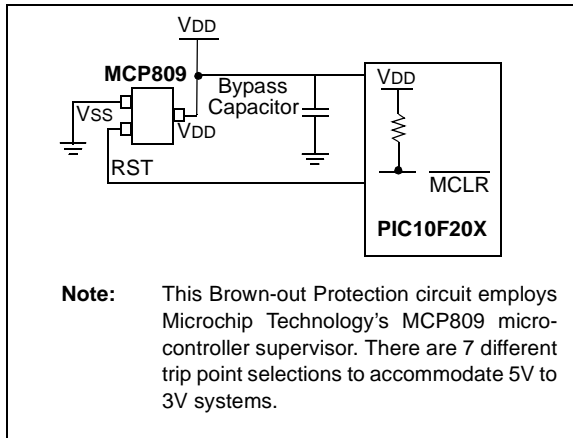 VDD
MCP809
Bypass
Capacitor
VDD
VSS
VDD
RST
MCLR
PIC10F20X
Note: This Brown-out Protection circuit employs
Microchip Technology's MCP809 micro-
controller supervisor. There are 7 different
trip point selections to accommodate 5V to
3V systems.